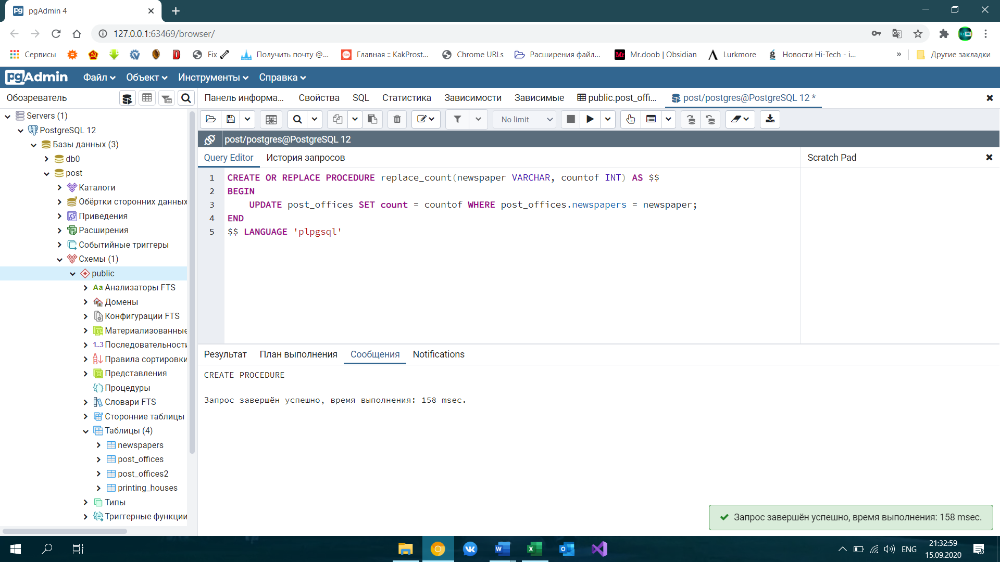 pgAdmin 4
127.0.0.1:63469/browser/
Сервисы
Fix
Получить почту @...
Главная :: KakProst...
Chrome URLs
Расширения файл...
Mr.doob | Obsidian
Lurkmore
Новости Hi-Tech - i...
»
Другие закладки
pgAdmin
Файл
Объект
Инструменты
Справка
Обозреватель
Панель информа...
Свойства
SQL
Статистика
Зависимости
Зависимые
public.post_offi...
post/postgres@PostgreSQL 12 *
No limit
post/postgres@PostgreSQL 12
Query Editor
История запросов
Scratch Pad
Servers (1)
PostgreSQL 12
Базы данных (3)
db0
post
Каталоги
Обёртки сторонних данных
Приведения
Расширения
Событийные триггеры
Схемы (1)
public
Анализаторы FTS
Домены
Конфигурации FTS
Материализованные
1..3 Последовательности
Правила сортировки
Представления
Процедуры
Словари FTS
Сторонние таблицы
Таблицы (4)
newspapers
post_offices
post_offices2
printing_houses
Типы
Триггерные функции
1 CREATE OR REPLACE PROCEDURE replace_count(newspaper VARCHAR, countof INT) AS $$
2 BEGIN
3 UPDATE post_offices SET count = countof WHERE post_offices.newspapers = newspaper;
4 END
5 $$ LANGUAGE 'plpgsql'
Результат
План выполнения
Сообщения
Notifications
CREATE PROCEDURE
Запрос завершён успешно, время выполнения: 158 msec.
Запрос завершён успешно, время выполнения: 158 msec.
ENG
21:32:59
15.09.2020